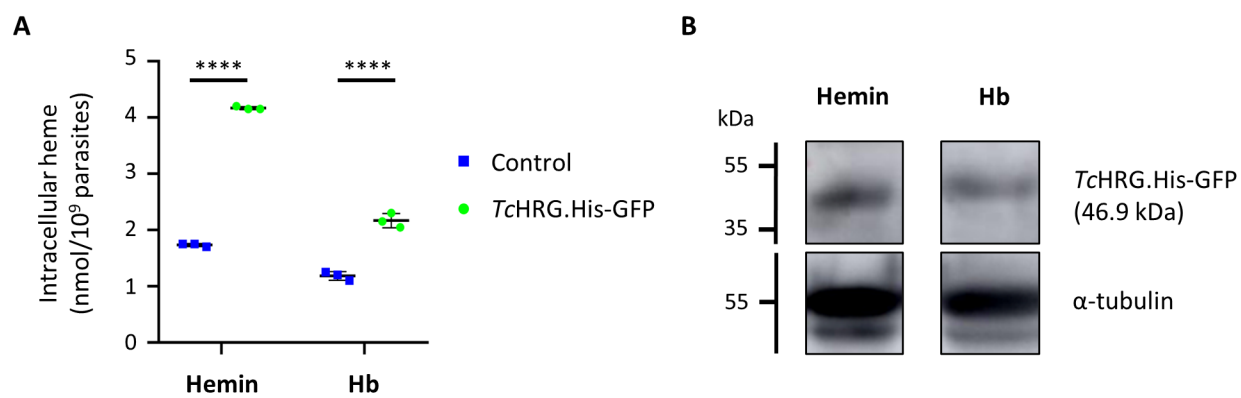 A
Intracellular heme
(nmol/10⁹ parasites)
5
4
3
2
1
0
****
****
Hemin
Hb
Control
TcHRG.His-GFP
B
Hemin
Hb
kDa
55
35
55
TcHRG.His-GFP
(46.9 kDa)
α-tubulin